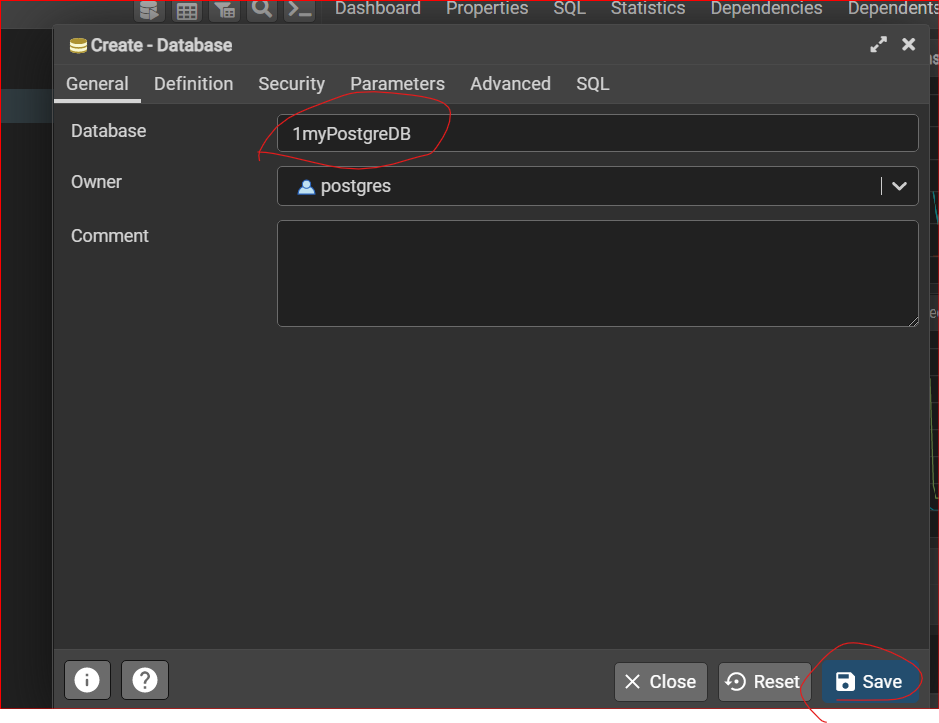 Dashboard Properties SQL Statistics Dependencies Dependents
Create - Database
General Definition Security Parameters Advanced SQL
Database 1myPostgreDB
Owner postgres
Comment
Close Reset Save